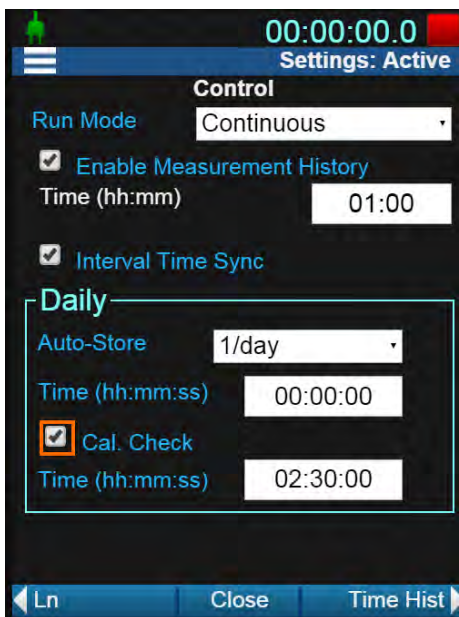 00:00:00.0
Settings: Active
Control
Run Mode Continuous
Enable Measurement History
Time (hh:mm) 01:00
Interval Time Sync
Daily
Auto-Store 1/day
Time (hh:mm:ss) 00:00:00
Cal. Check
Time (hh:mm:ss) 02:30:00
Ln Close Time Hist